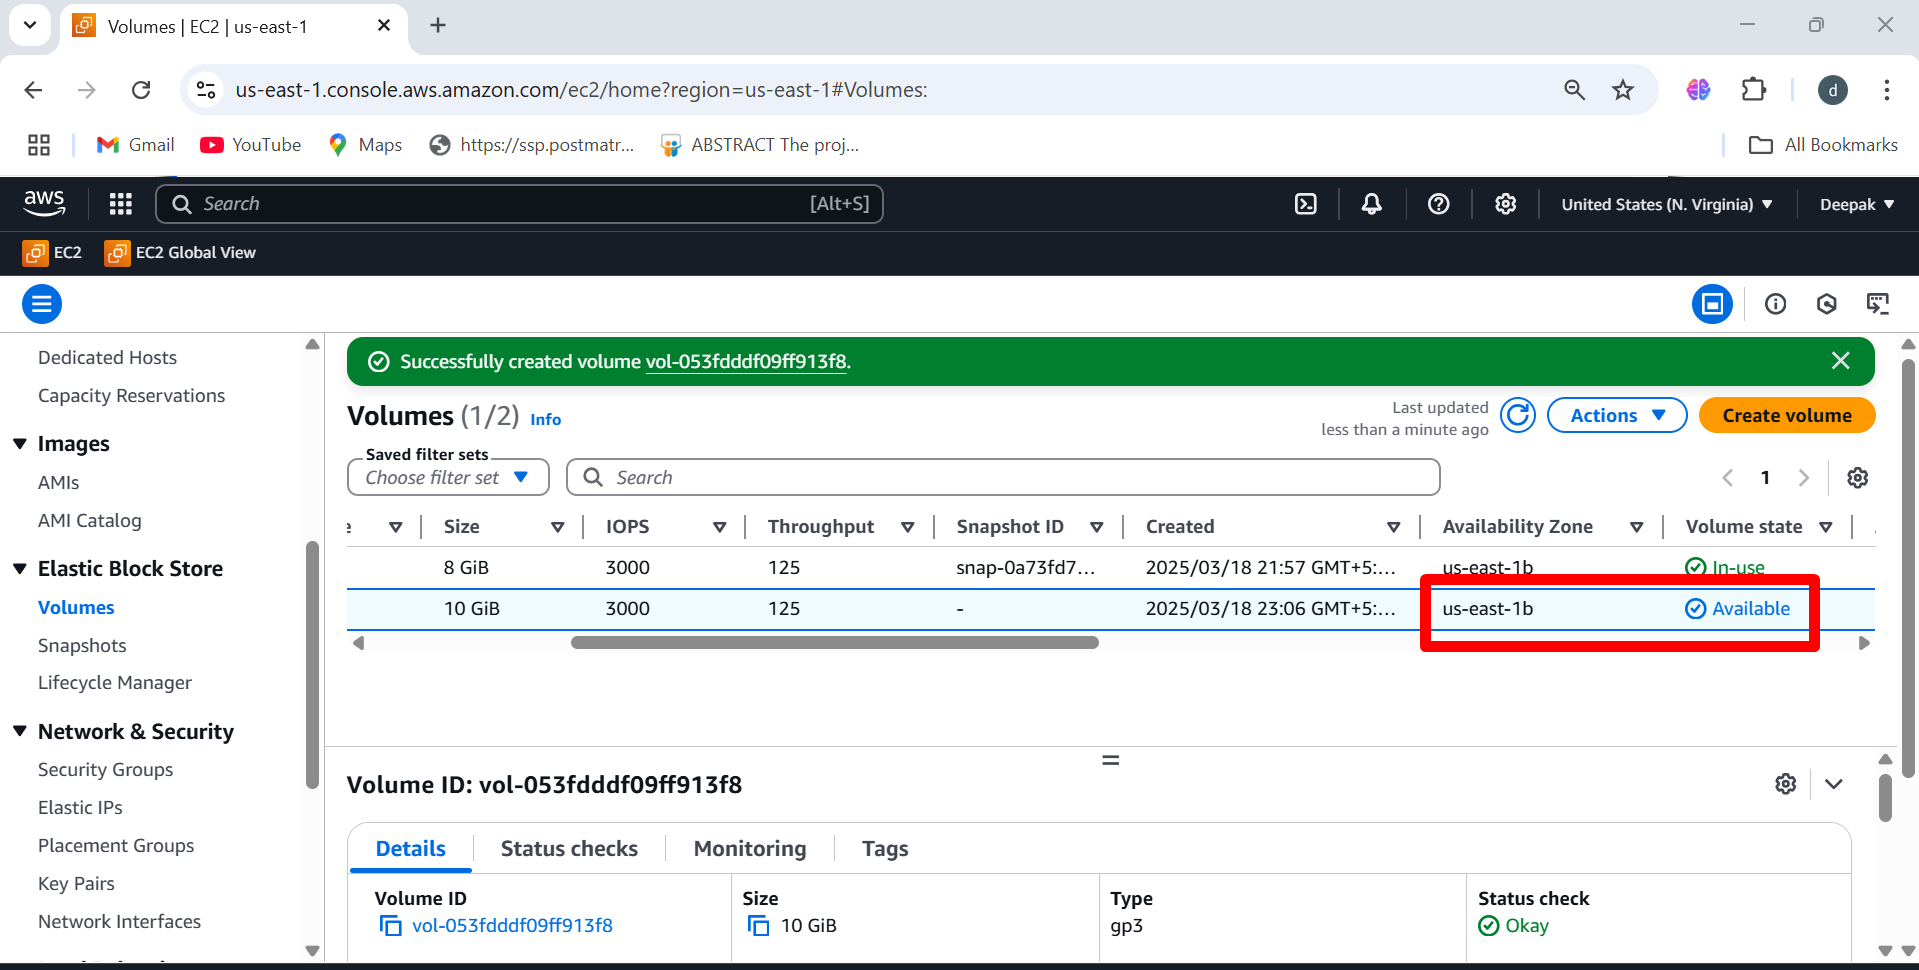 Volumes | EC2 | us-east-1
us-east-1.console.aws.amazon.com/ec2/home?region=us-east-1#Volumes:
d
Gmail
YouTube
Maps
https://ssp.postmatr...
ABSTRACT The proj...
All Bookmarks
aws
Search
[Alt+S]
United States (N. Virginia)
Deepak
EC2
EC2 Global View
Dedicated Hosts
Capacity Reservations
Images
AMIs
AMI Catalog
Elastic Block Store
Volumes
Snapshots
Lifecycle Manager
Network & Security
Security Groups
Elastic IPs
Placement Groups
Key Pairs
Network Interfaces
Successfully created volume vol-053fdddf09ff913f8.
Volumes (1/2) Info
Last updated
less than a minute ago
Actions
Create volume
Saved filter sets
Choose filter set
Search
1
e Size IOPS Throughput Snapshot ID Created Availability Zone Volume state
8 GiB 3000 125 snap-0a73fd7... 2025/03/18 21:57 GMT+5:... us-east-1b In-use
10 GiB 3000 125 - 2025/03/18 23:06 GMT+5:... us-east-1b Available
Volume ID: vol-053fdddf09ff913f8
Details Status checks Monitoring Tags
Volume ID
vol-053fdddf09ff913f8
Size
10 GiB
Type
gp3
Status check
Okay